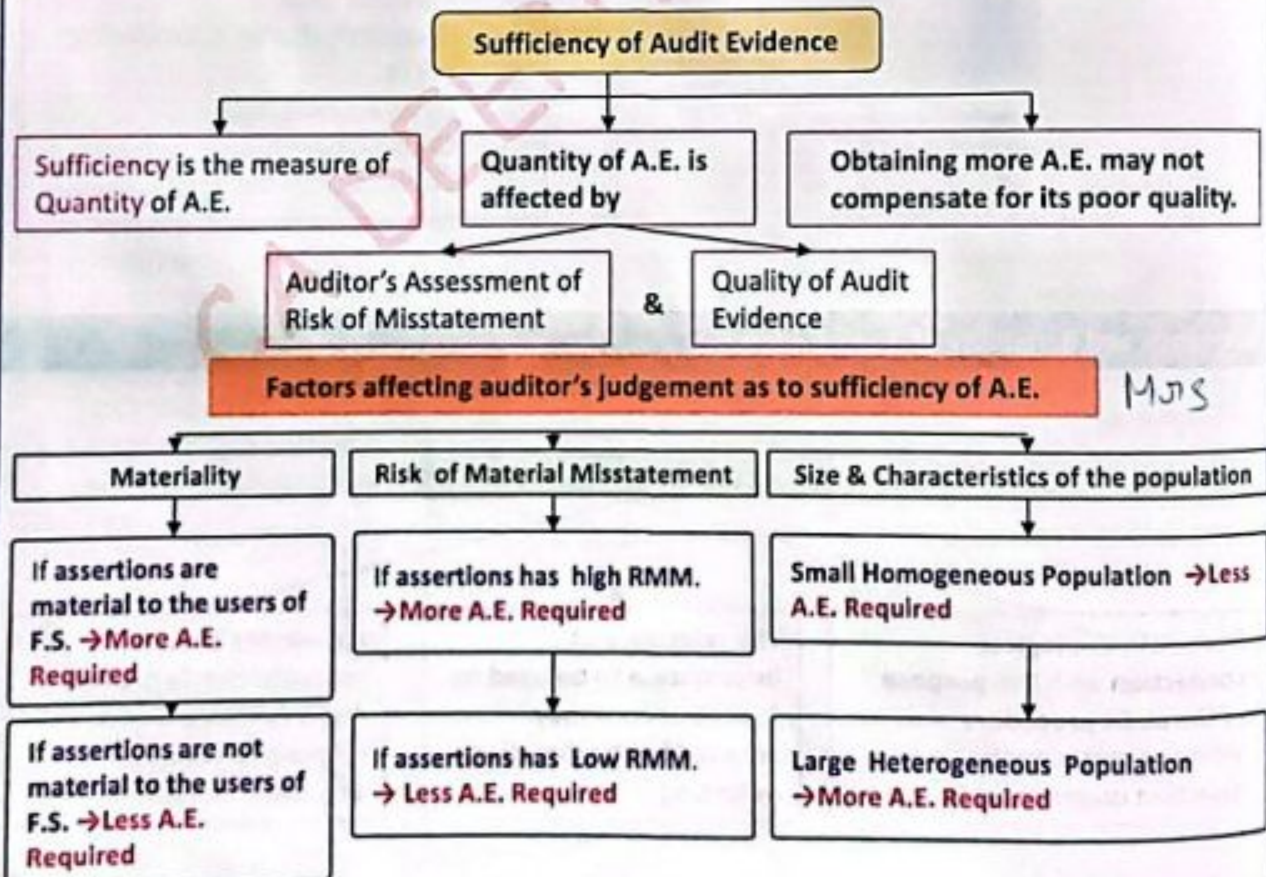 Sufficiency of Audit Evidence
Sufficiency is the measure of
Quantity of A.E.
Quantity of A.E. is
affected by
Obtaining more A.E. may not
compensate for its poor quality.
Auditor's Assessment of
Risk of Misstatement
&
Quality of Audit
Evidence
Factors affecting auditor's judgement as to sufficiency of A.E.
Materiality
Risk of Material Misstatement
Size & Characteristics of the population
If assertions are
material to the users of
F.S. →More A.E.
Required
If assertions has high RMM.
→More A.E. Required
Small Homogeneous Population →Less
A.E. Required
If assertions are not
material to the users of
F.S. →Less A.E.
Required
If assertions has Low RMM.
→ Less A.E. Required
Large Heterogeneous Population
→More A.E. Required